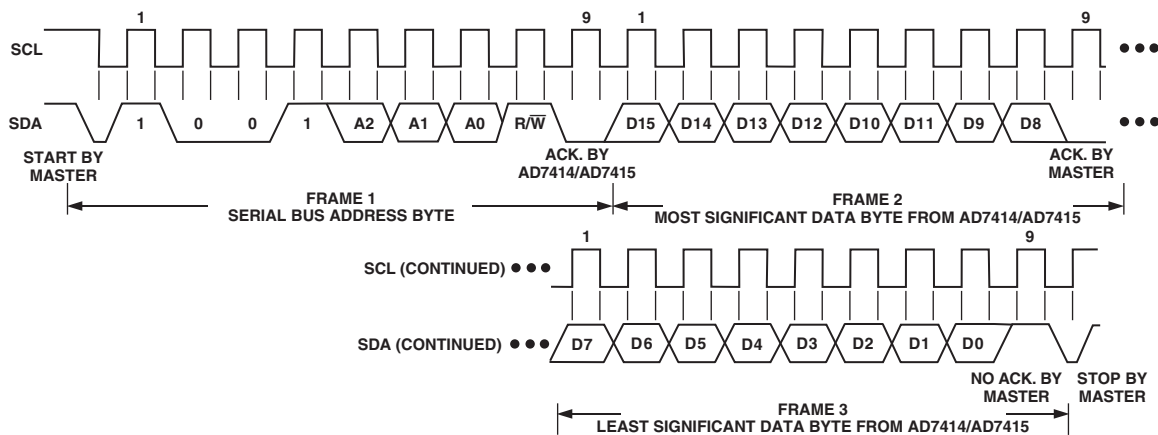 1 9 1 9
SCL
SDA 1 0 0 1 A2 A1 A0 R/W̅ D15 D14 D13 D12 D10 D11 D9 D8
START BY
MASTER
ACK. BY
AD7414/AD7415
ACK. BY
MASTER
FRAME 1
SERIAL BUS ADDRESS BYTE
FRAME 2
MOST SIGNIFICANT DATA BYTE FROM AD7414/AD7415
1 9
SCL (CONTINUED)
SDA (CONTINUED) D7 D6 D5 D4 D3 D2 D1 D0
NO ACK. BY
MASTER
STOP BY
MASTER
FRAME 3
LEAST SIGNIFICANT DATA BYTE FROM AD7414/AD7415